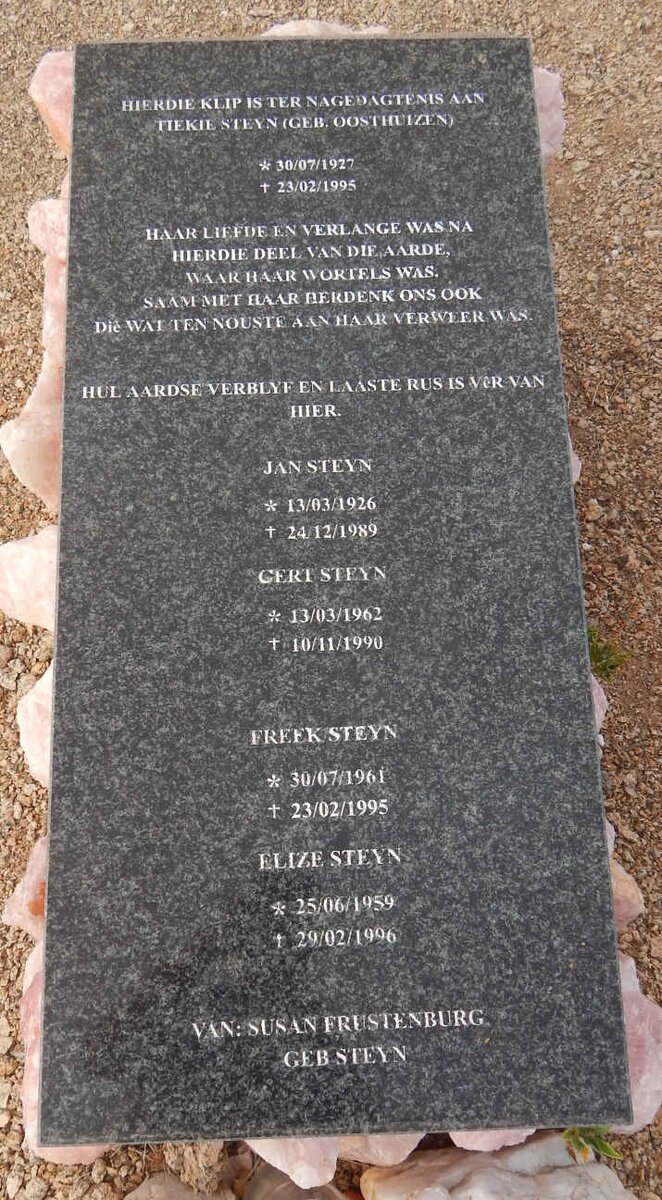 HIERDIE KLIP IS TER NAGEDAGTENIS AAN
TIEKIE STEYN (GEB. OOSTHUIZEN)
* 30/07/1927
† 23/02/1995
HAAR LIEFDE EN VERLANGE WAS NA
HIERDIE DEEL VAN DIE AARDE,
WAAR HAAR WORTELS WAS.
SAAM MET HAAR HERDENK ONS OOK
DIè WAT TEN NOUSTE AAN HAAR VERWEER WAS.
HUL AARDSE VERBLYF EN LAASTE RUS IS VêR VAN
HIER.
JAN STEYN
* 13/03/1926
† 24/12/1989
GERT STEYN
* 13/03/1962
† 10/11/1990
FREEK STEYN
* 30/07/1961
† 23/02/1995
ELIZE STEYN
* 25/06/1959
† 29/02/1996
VAN: SUSAN FRUSTENBURG
GEB STEYN